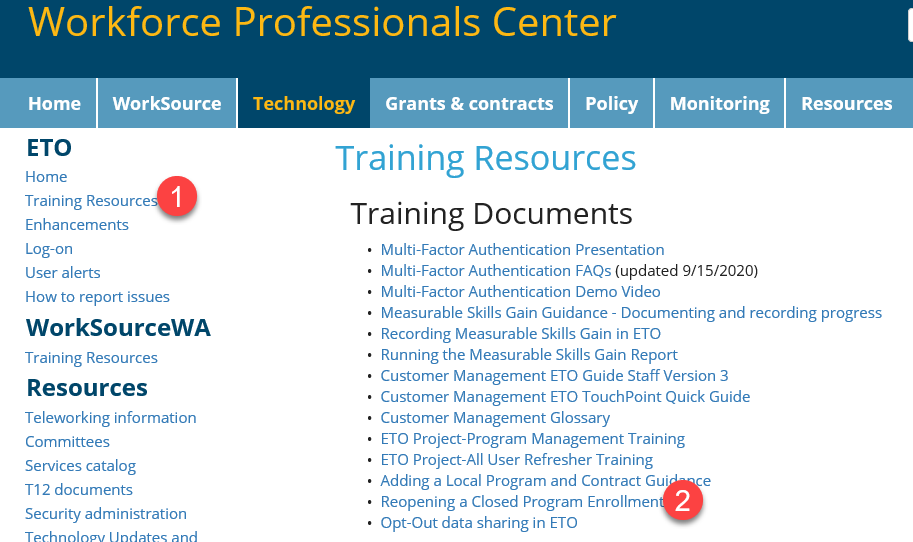 Workforce Professionals Center
Home WorkSource Technology Grants & contracts Policy Monitoring Resources
ETO
Home
Training Resources 1
Enhancements
Log-on
User alerts
How to report issues
WorkSourceWA
Training Resources
Resources
Teleworking information
Committees
Services catalog
T12 documents
Security administration
Technology Updates and
Training Resources
Training Documents
• Multi-Factor Authentication Presentation
• Multi-Factor Authentication FAQs (updated 9/15/2020)
• Multi-Factor Authentication Demo Video
• Measurable Skills Gain Guidance - Documenting and recording progress
• Recording Measurable Skills Gain in ETO
• Running the Measurable Skills Gain Report
• Customer Management ETO Guide Staff Version 3
• Customer Management ETO TouchPoint Quick Guide
• Customer Management Glossary
• ETO Project-Program Management Training
• ETO Project-All User Refresher Training
• Adding a Local Program and Contract Guidance
• Reopening a Closed Program Enrollment 2
• Opt-Out data sharing in ETO